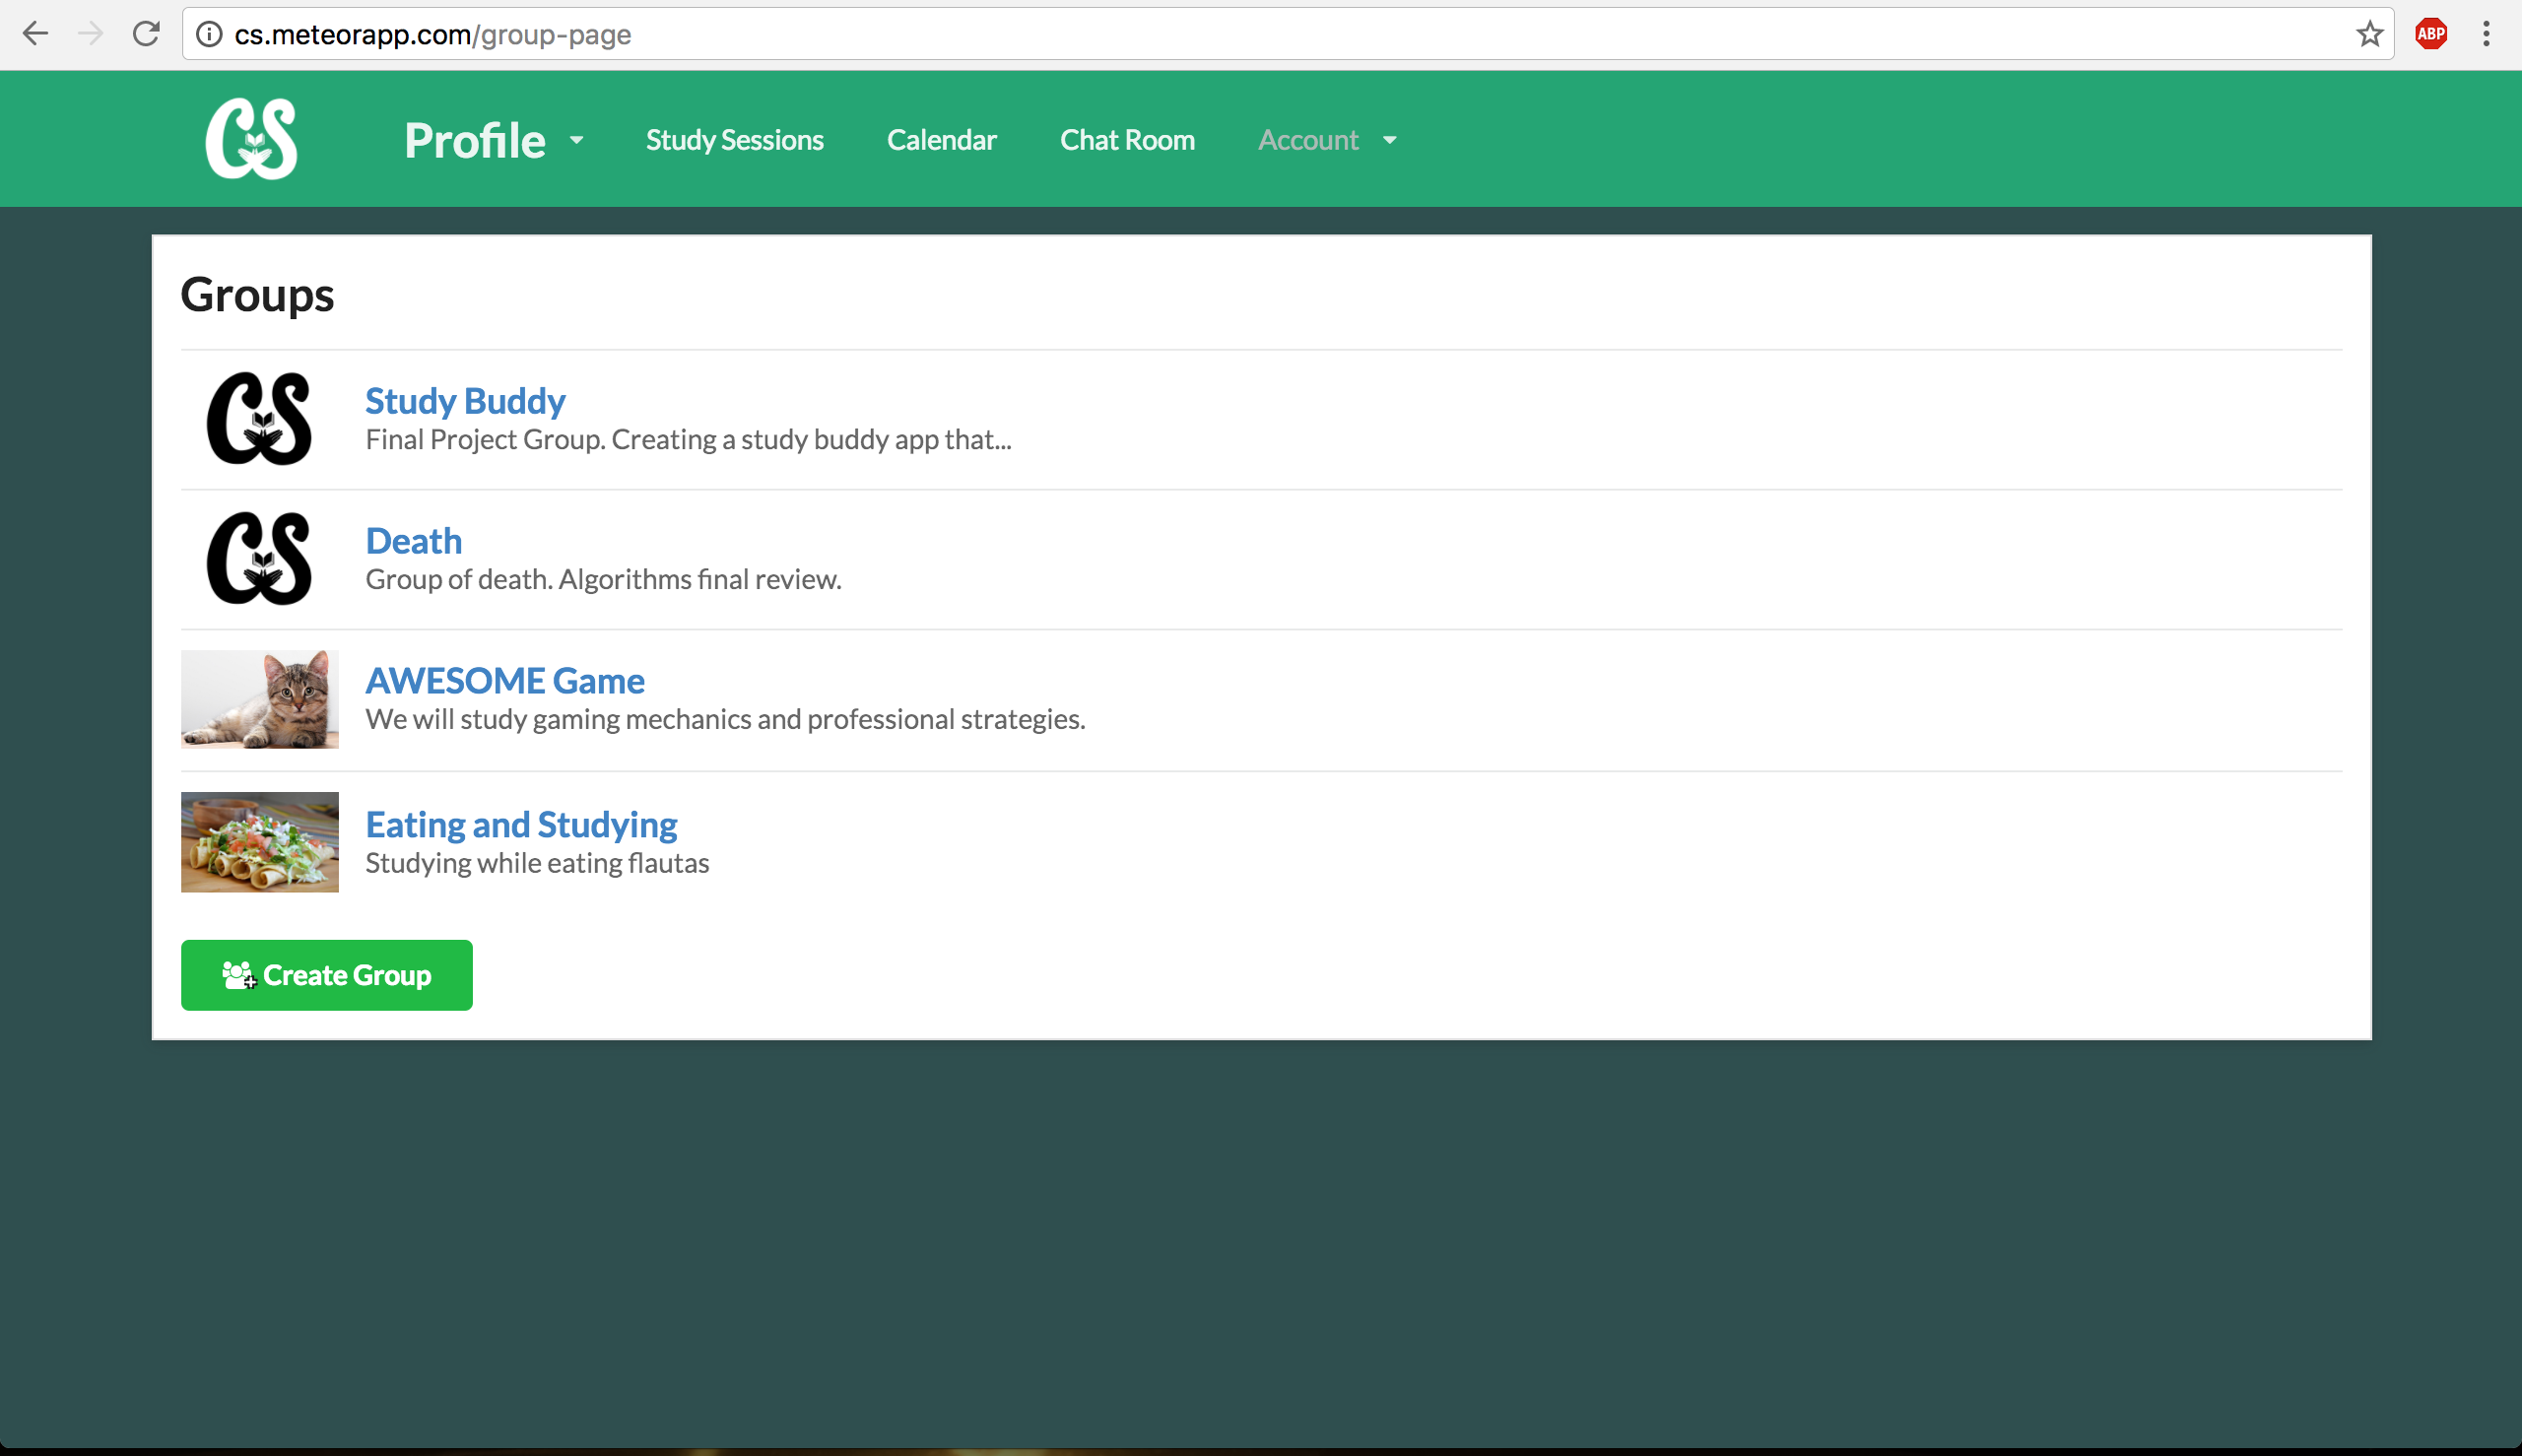 cs.meteorapp.com/group-page
ABP
CS
Profile
Study Sessions
Calendar
Chat Room
Account
Groups
CS
Study Buddy
Final Project Group. Creating a study buddy app that...
CS
Death
Group of death. Algorithms final review.
AWESOME Game
We will study gaming mechanics and professional strategies.
Eating and Studying
Studying while eating flautas
Create Group